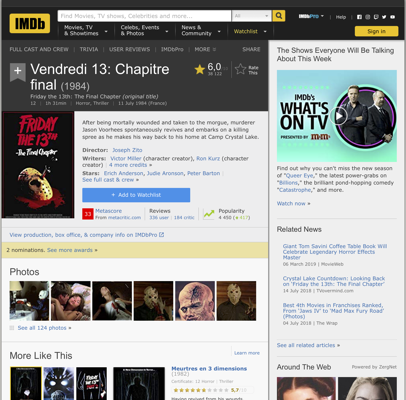 IMDb
Find Movies, TV shows, Celebrities and more...
All
IMDbPro
Help
Movies, TV & Showtimes
Celebs, Events & Photos
News & Community
Watchlist
Sign in
FULL CAST AND CREW | TRIVIA | USER REVIEWS | IMDbPro | MORE
SHARE
Vendredi 13: Chapitre final (1984)
Friday the 13th: The Final Chapter (original title)
12 | 1h 31min | Horror, Thriller | 11 July 1984 (France)
6,0
Rate This
FRIDAY THE 13TH
The Final Chapter
After being mortally wounded and taken to the morgue, murderer
Jason Voorhees spontaneously revives and embarks on a killing
spree as he makes his way back to his home at Camp Crystal Lake.
Director: Joseph Zito
Writers: Victor Miller (character creator), Ron Kurz (character
creator) | 4 more credits »
Stars: Erich Anderson, Judie Aronson, Peter Barton |
See full cast & crew »
+ Add to Watchlist
33
Metascore
From metacritic.com
Reviews
336 user | 194 critic
Popularity
View production, box office, & company info on IMDbPro
2 nominations. See more awards »
Photos
See all 124 photos »
More Like This
Learn more
Meurtres en 3 dimensions
(1982)
Horror | Thriller
5,7
Having revived from his wounds
The Shows Everyone Will Be Talking
About This Week
IMDb's
WHAT'S
ON TV
PRESENTED BY
Find out why you can't miss the new season
of "Queer Eye," the latest power-grabs on
"Billions," the brilliant pond-hopping comedy
"Catastrophe," and more.
Watch now »
Related News
Giant Tom Savini Coffee Table Book Will
Celebrate Legendary Horror Effects
Master
06 March 2019 | MovieWeb
Crystal Lake Countdown: Looking Back
on 'Friday the 13th: The Final Chapter'
14 July 2018 | TVovermind.com
Best 4th Movies in Franchises Ranked,
From 'Jaws IV' to 'Mad Max Fury Road'
(Photos)
04 July 2018 | The Wrap
See all related articles »
Around The Web
Powered by ZergNet